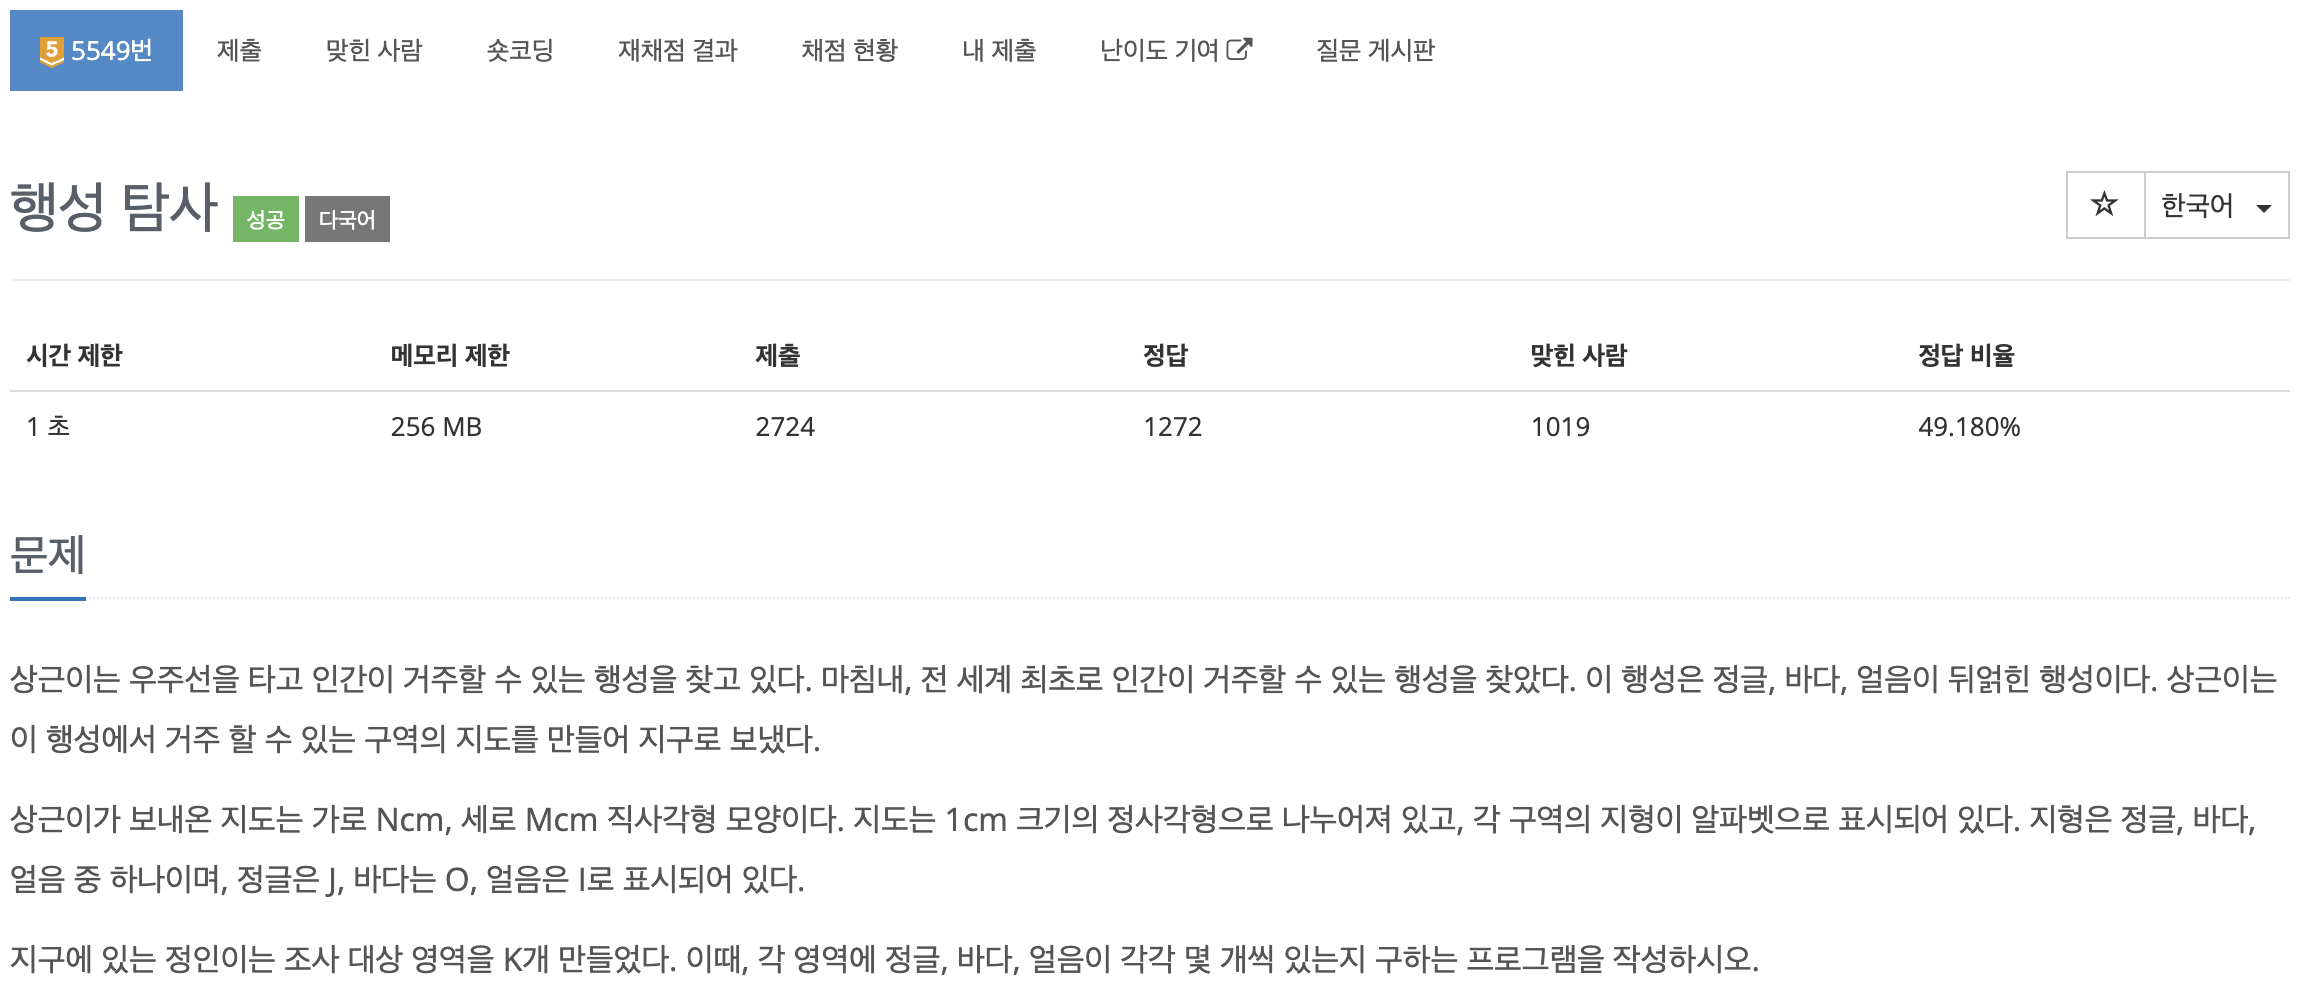 5 5549번 제출 맞힌 사람 숏코딩 재채점 결과 채점 현황 내 제출 난이도 기여 질문 게시판
행성 탐사 성공 다국어 한국어
시간 제한 메모리 제한 제출 정답 맞힌 사람 정답 비율
1 초 256 MB 2724 1272 1019 49.180%
문제
상근이는 우주선을 타고 인간이 거주할 수 있는 행성을 찾고 있다. 마침내, 전 세계 최초로 인간이 거주할 수 있는 행성을 찾았다. 이 행성은 정글, 바다, 얼음이 뒤얽힌 행성이다. 상근이는
이 행성에서 거주 할 수 있는 구역의 지도를 만들어 지구로 보냈다.
상근이가 보내온 지도는 가로 Ncm, 세로 Mcm 직사각형 모양이다. 지도는 1cm 크기의 정사각형으로 나누어져 있고, 각 구역의 지형이 알파벳으로 표시되어 있다. 지형은 정글, 바다,
얼음 중 하나이며, 정글은 J, 바다는 O, 얼음은 I로 표시되어 있다.
지구에 있는 정인이는 조사 대상 영역을 K개 만들었다. 이때, 각 영역에 정글, 바다, 얼음이 각각 몇 개씩 있는지 구하는 프로그램을 작성하시오.